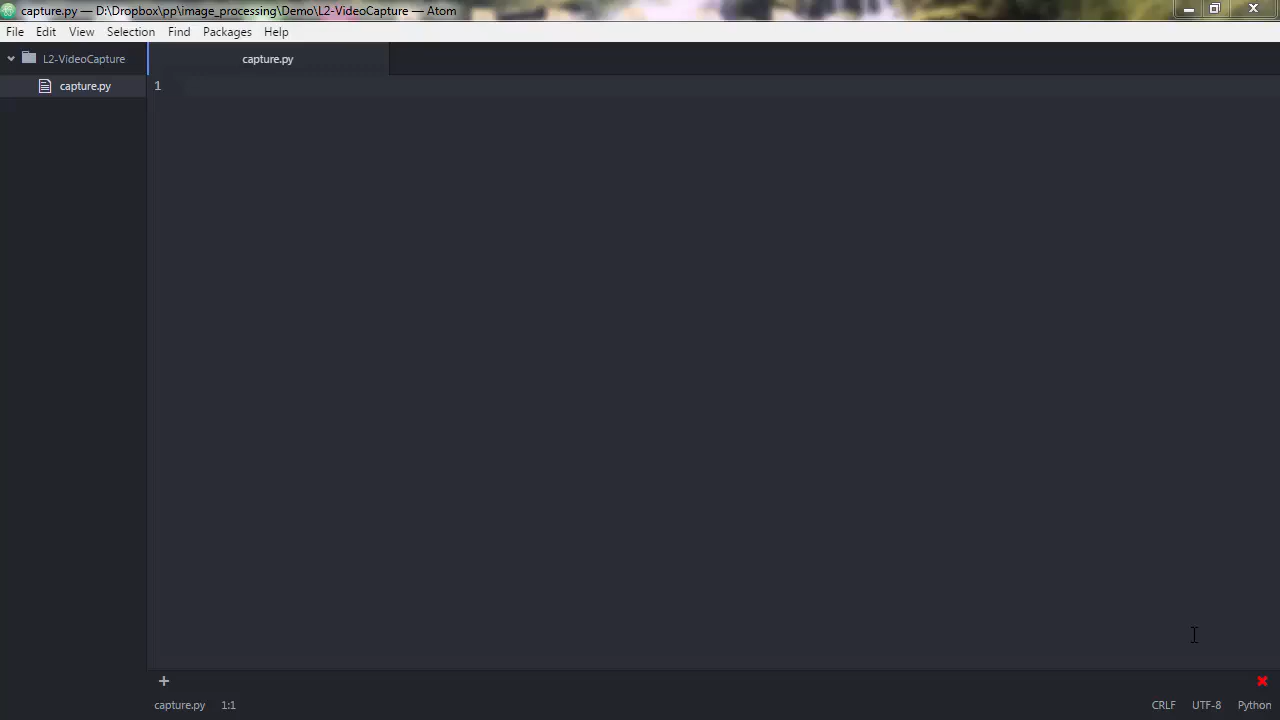 capture.py — D:\Dropbox\pp\image_processing\Demo\L2-VideoCapture — Atom
File Edit View Selection Find Packages Help
L2-VideoCapture
capture.py
capture.py
1
capture.py 1:1
CRLF UTF-8 Python